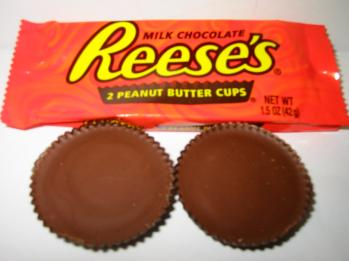 MILK CHOCOLATE
Reese's
2 PEANUT BUTTER CUPS
NET WT
1.5 OZ (42g)